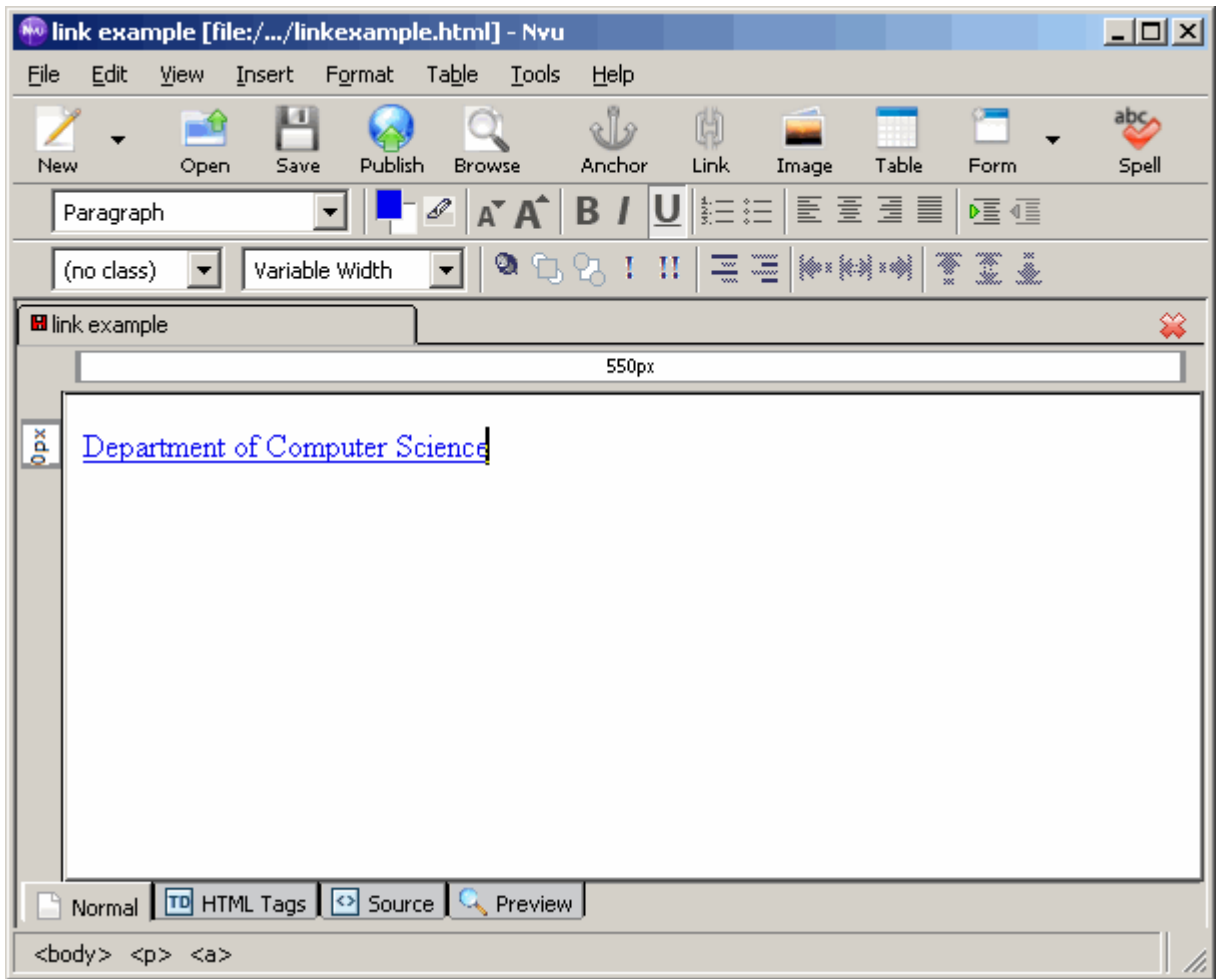 link example [file:/.../linkexample.html] - Nvu
File Edit View Insert Format Table Tools Help
New Open Save Publish Browse Anchor Link Image Table Form Spell
Paragraph
(no class) Variable Width
link example
550px
0px
Department of Computer Science
Normal HTML Tags Source Preview
<body> <p> <a>